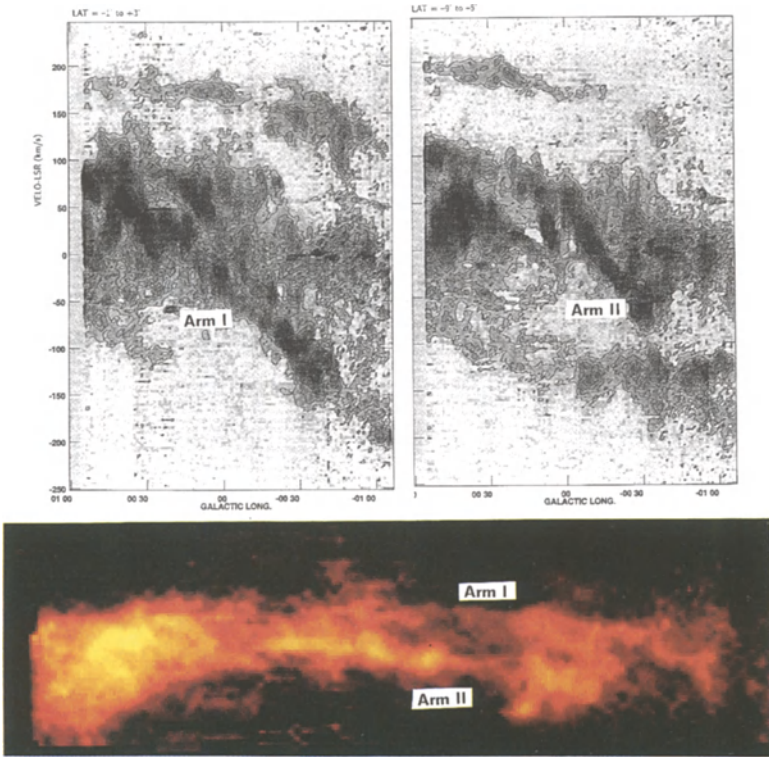 LAT = -1' to +3'
LAT = -9' to -5'
VELO-LSR (km/s)
200
150
100
50
0
-50
-100
-150
-200
-250
Arm I
Arm II
01 00
00 30
00
-00 30
-01 00
GALACTIC LONG.
00 30
00
-00 30
-01 00
GALACTIC LONG.
Arm I
Arm II